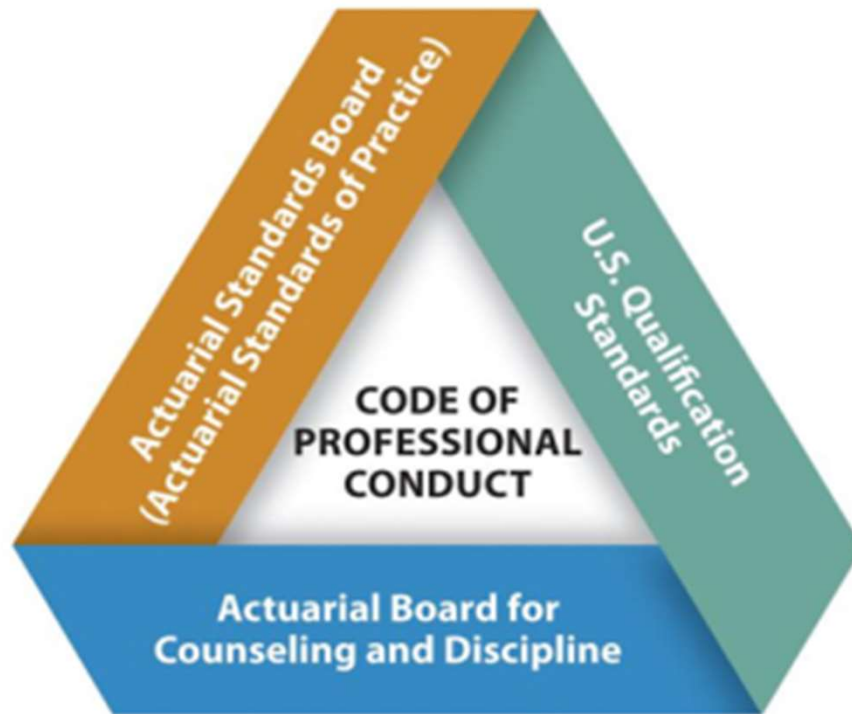 Actuarial Standards Board
(Actuarial Standards of Practice)
U.S. Qualification
Standards
CODE OF
PROFESSIONAL
CONDUCT
Actuarial Board for
Counseling and Discipline